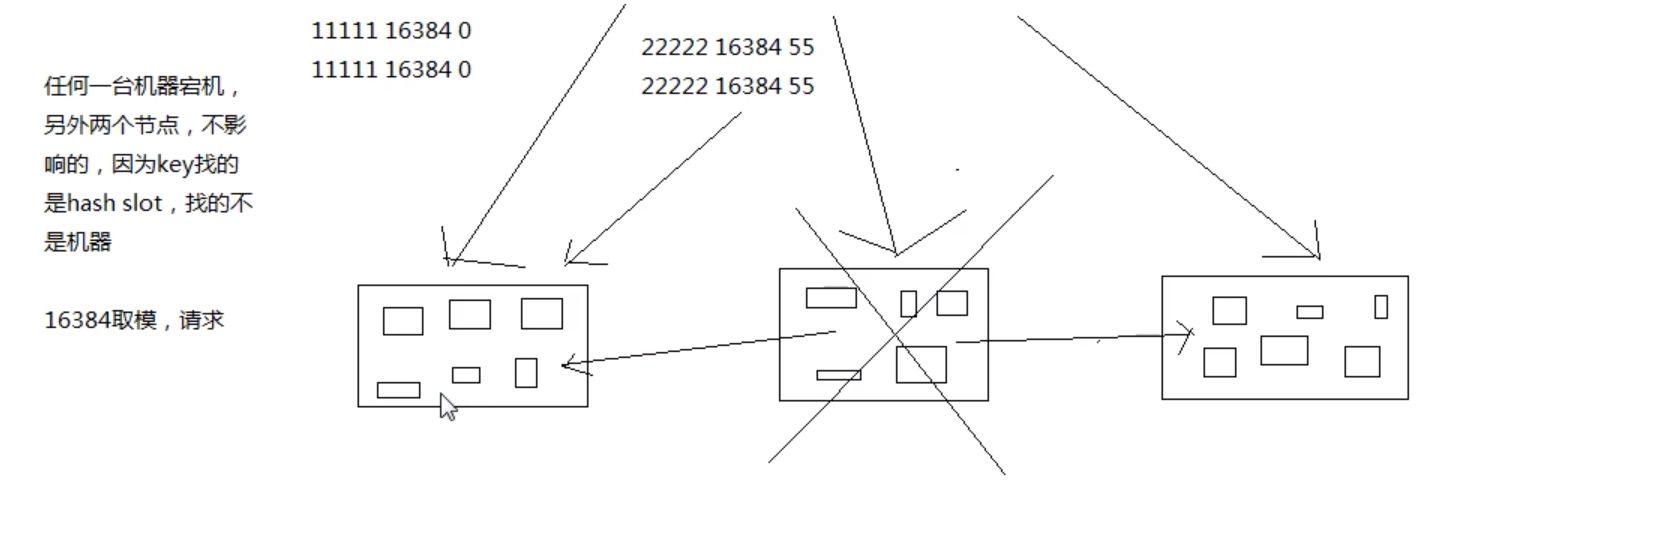 11111 16384 0
11111 16384 0
22222 16384 55
22222 16384 55
任何一台机器宕机，
另外两个节点，不影
响的，因为key找的
是hash slot，找的不
是机器
16384取模，请求